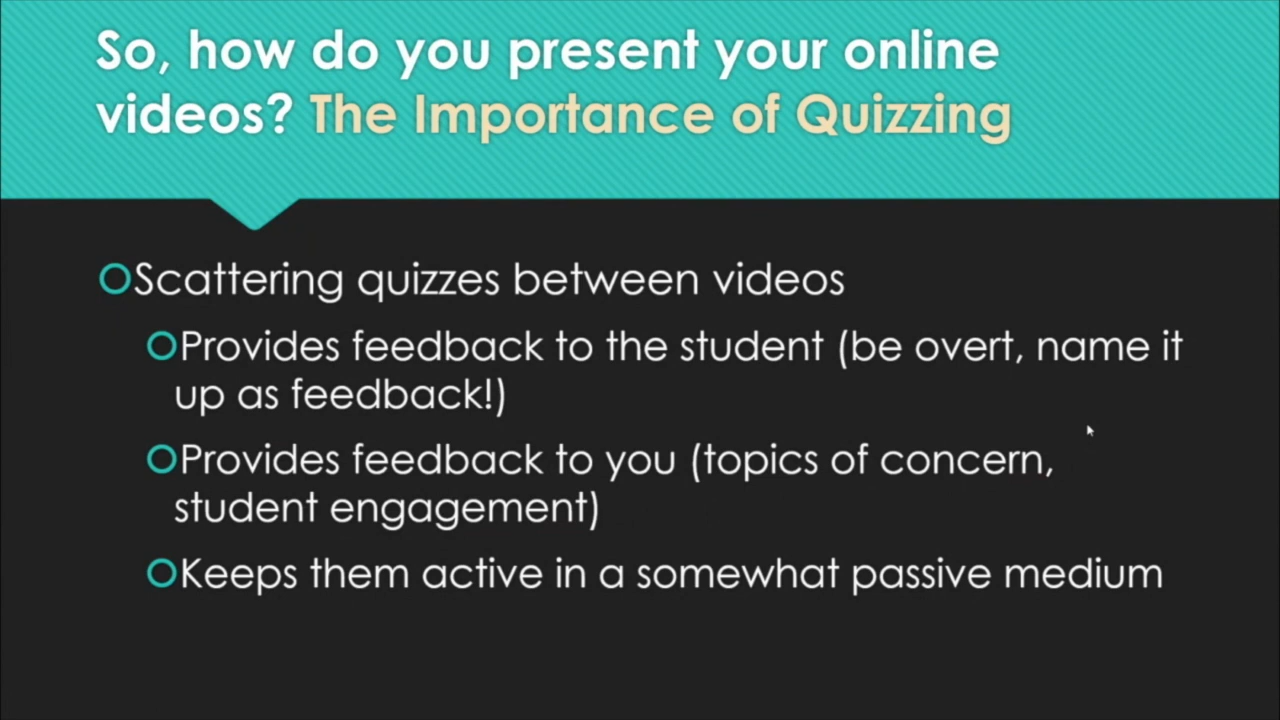 So, how do you present your online
videos? The Importance of Quizzing
Scattering quizzes between videos
Provides feedback to the student (be overt, name it
up as feedback!)
Provides feedback to you (topics of concern,
student engagement)
Keeps them active in a somewhat passive medium